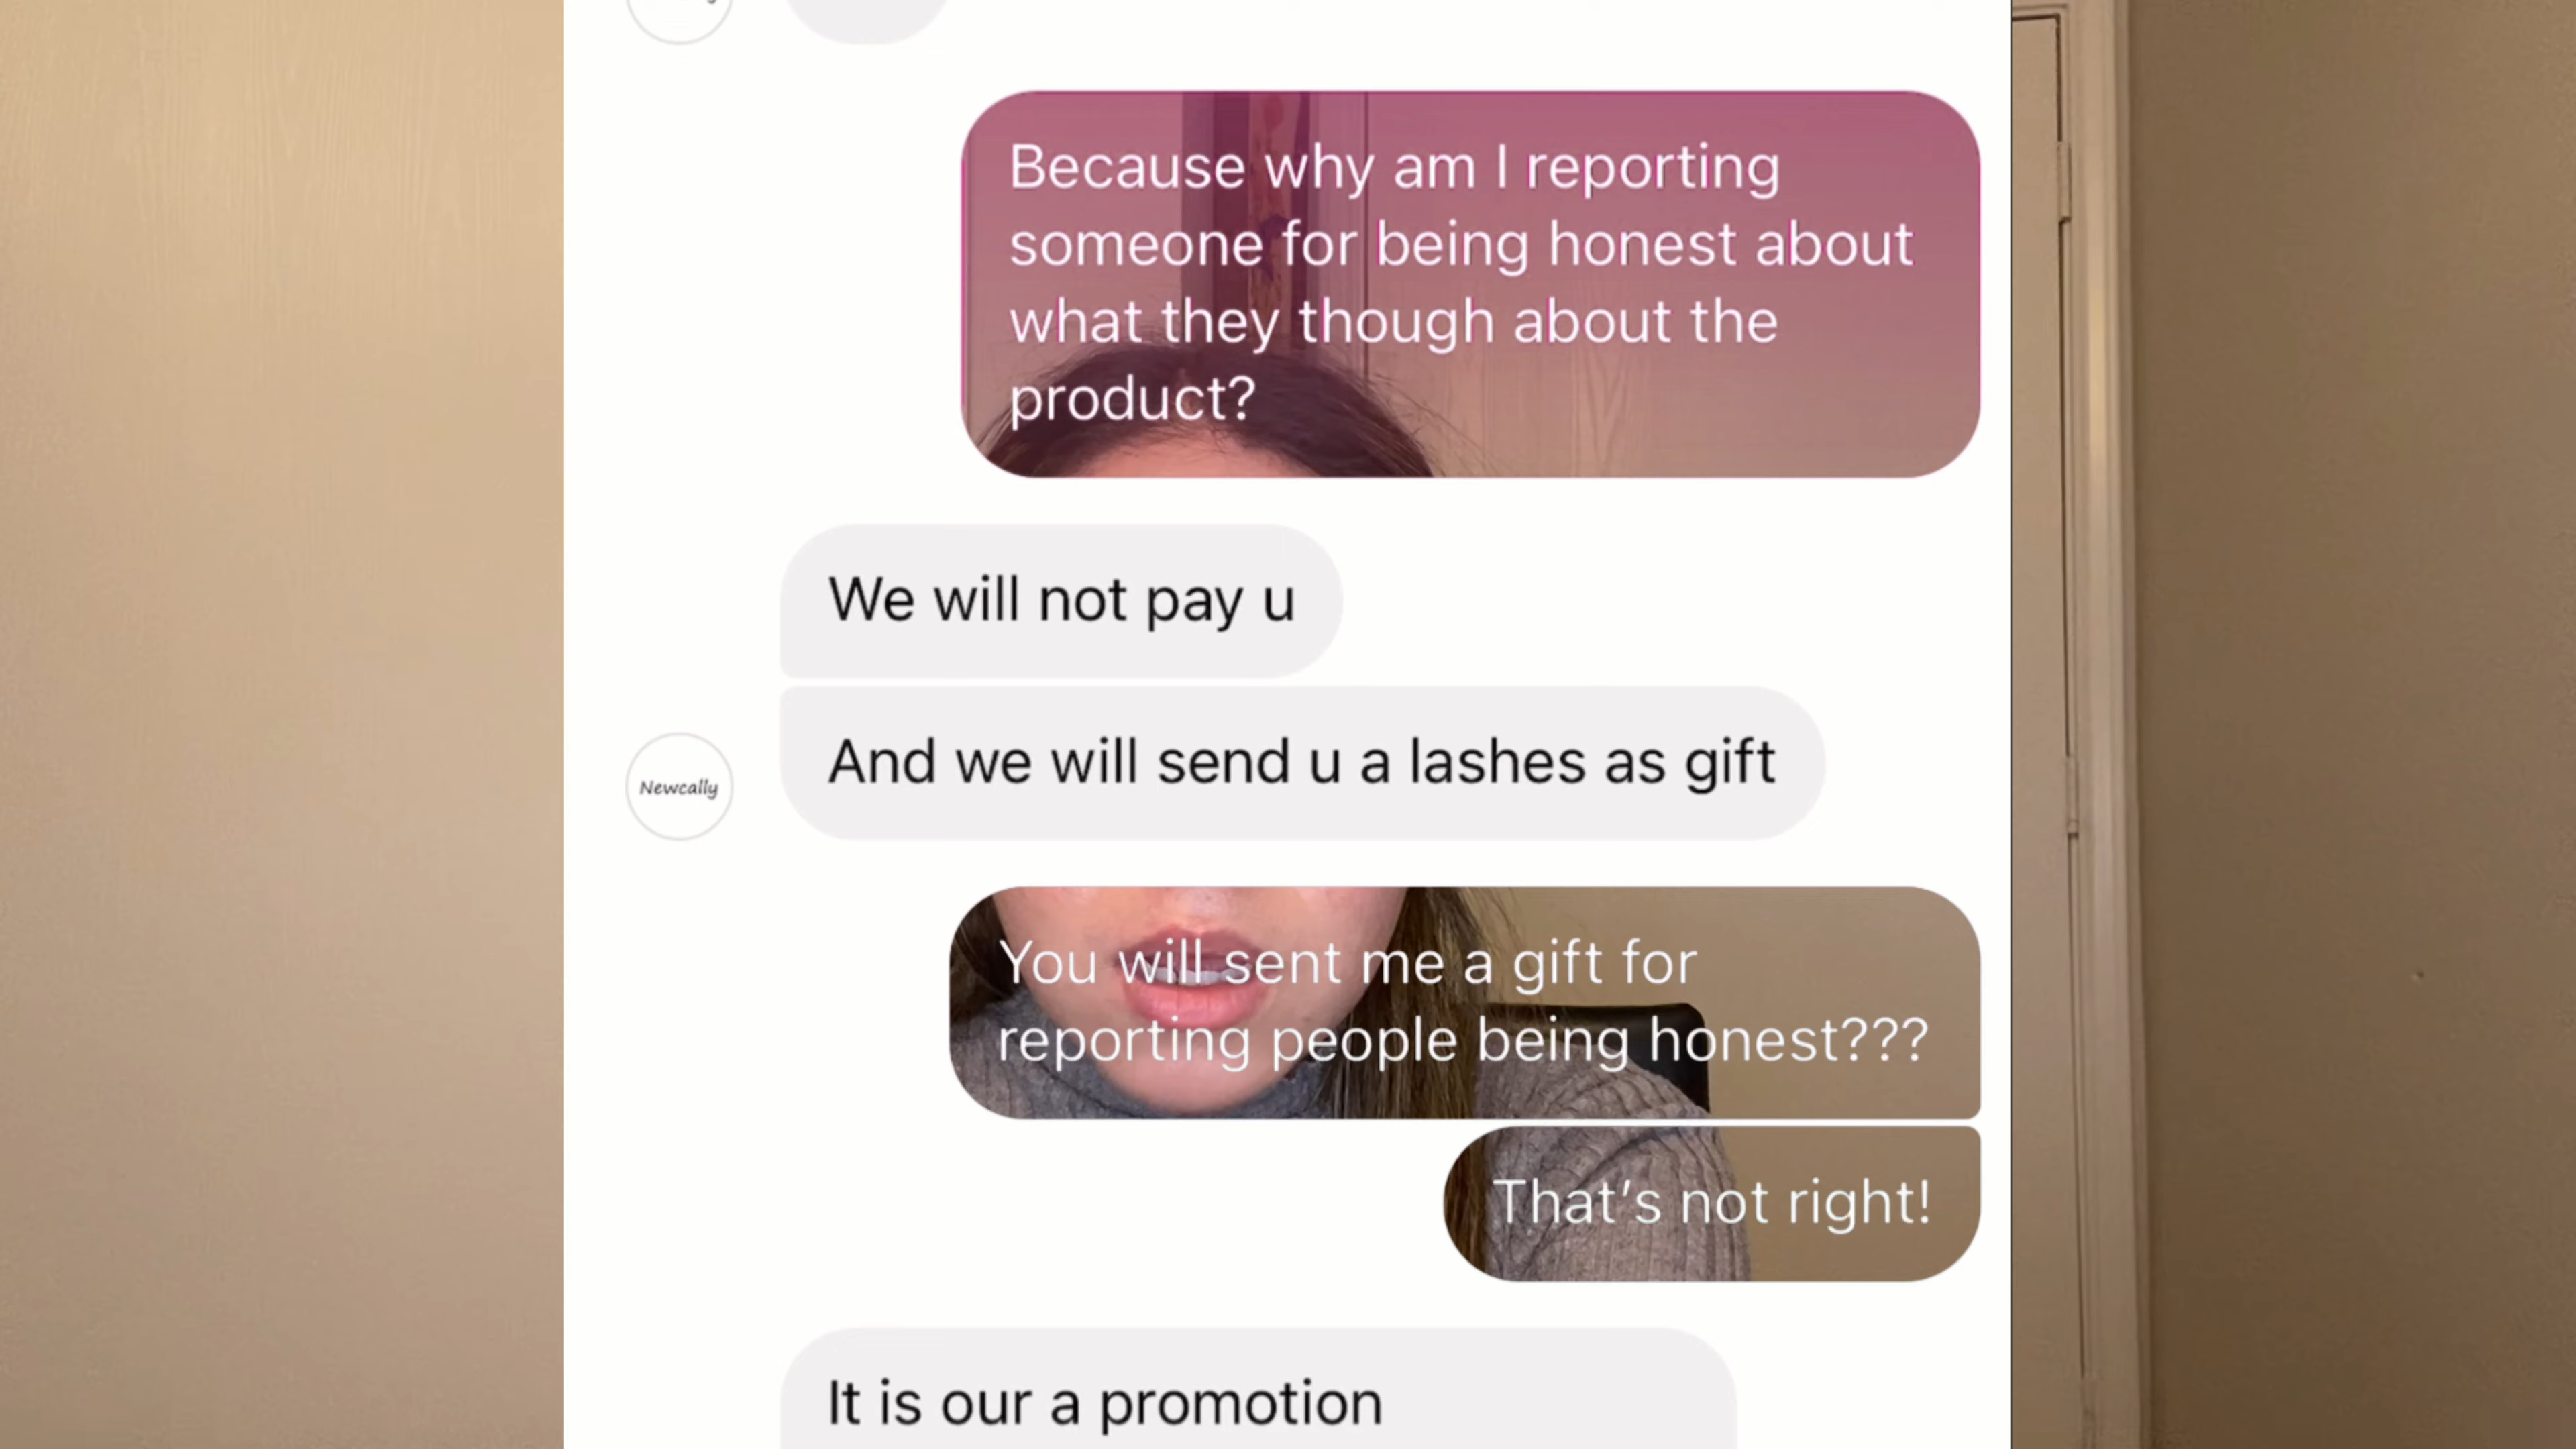 Because why am I reporting
someone for being honest about
what they though about the
product?
We will not pay u
And we will send u a lashes as gift
Newcally
You will sent me a gift for
reporting people being honest???
That's not right!
It is our a promotion